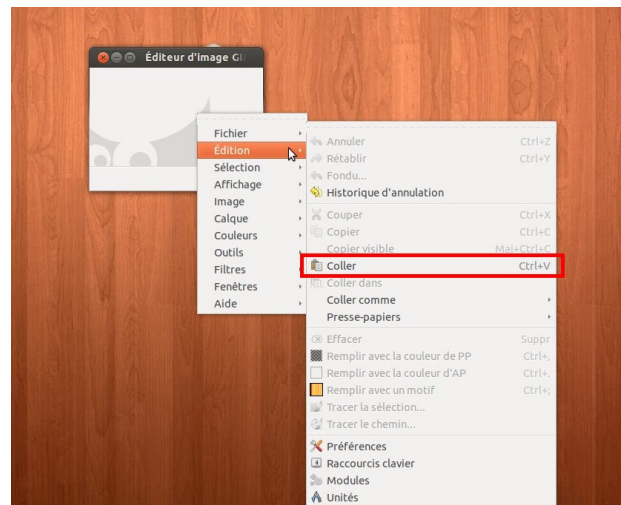 Éditeur d'image GI
Fichier
Édition
Sélection
Affichage
Image
Calque
Couleurs
Outils
Filtres
Fenêtres
Aide
Annuler Ctrl+Z
Rétablir Ctrl+Y
Fondu...
Historique d'annulation
Couper Ctrl+X
Copier Ctrl+C
Copier visible Maj+Ctrl+C
Coller Ctrl+V
Coller dans
Coller comme
Presse-papiers
Effacer Suppr
Remplir avec la couleur de PP Ctrl+,
Remplir avec la couleur d'AP Ctrl+.
Remplir avec un motif Ctrl+;
Tracer la sélection...
Tracer le chemin...
Préférences
Raccourcis clavier
Modules
Unités